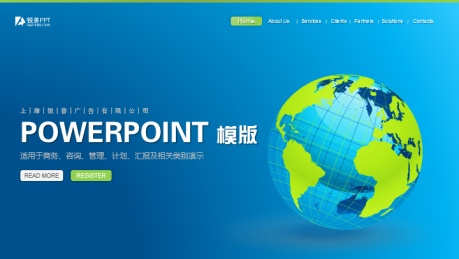 锐普PPT
Home
About Us | Services | Clients | Partners | Solutions | Contacts
上|海|锐|普|广|告|有|限|公|司
POWERPOINT 模版
适用于商务、咨询、管理、计划、汇报及相关类别演示
READ MORE
REGISTER